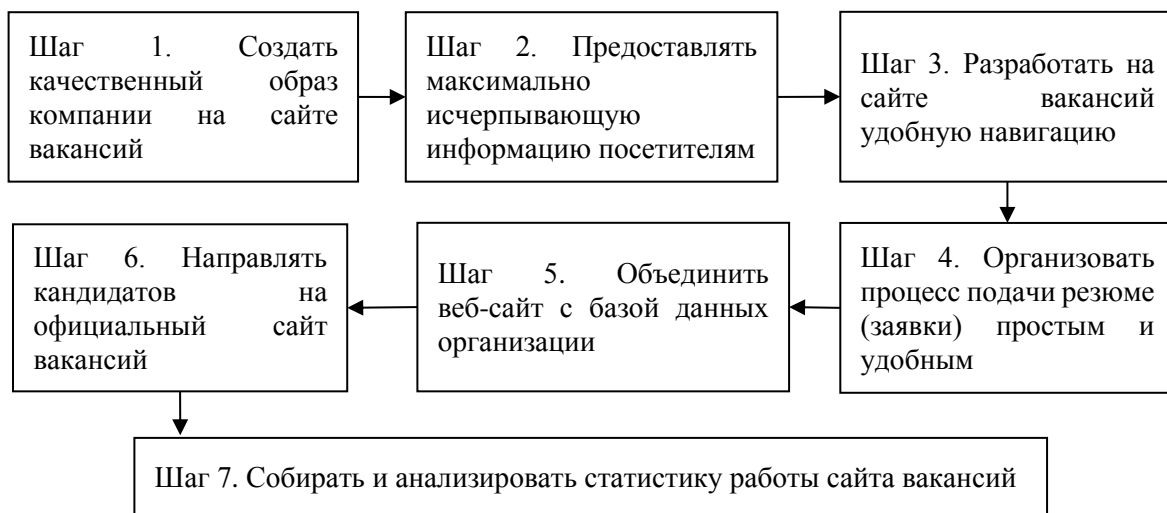 Шаг 1. Создать
качественный образ
компании на сайте
вакансий
Шаг 2. Предоставлять
максимально
исчерпывающую
информацию посетителям
Шаг 3. Разработать на
сайте вакансий
удобную навигацию
Шаг 4. Организовать
процесс подачи резюме
(заявки) простым и
удобным
Шаг 5. Объединить
веб-сайт с базой данных
организации
Шаг 6. Направлять
кандидатов на
официальный сайт
вакансий
Шаг 7. Собирать и анализировать статистику работы сайта вакансий